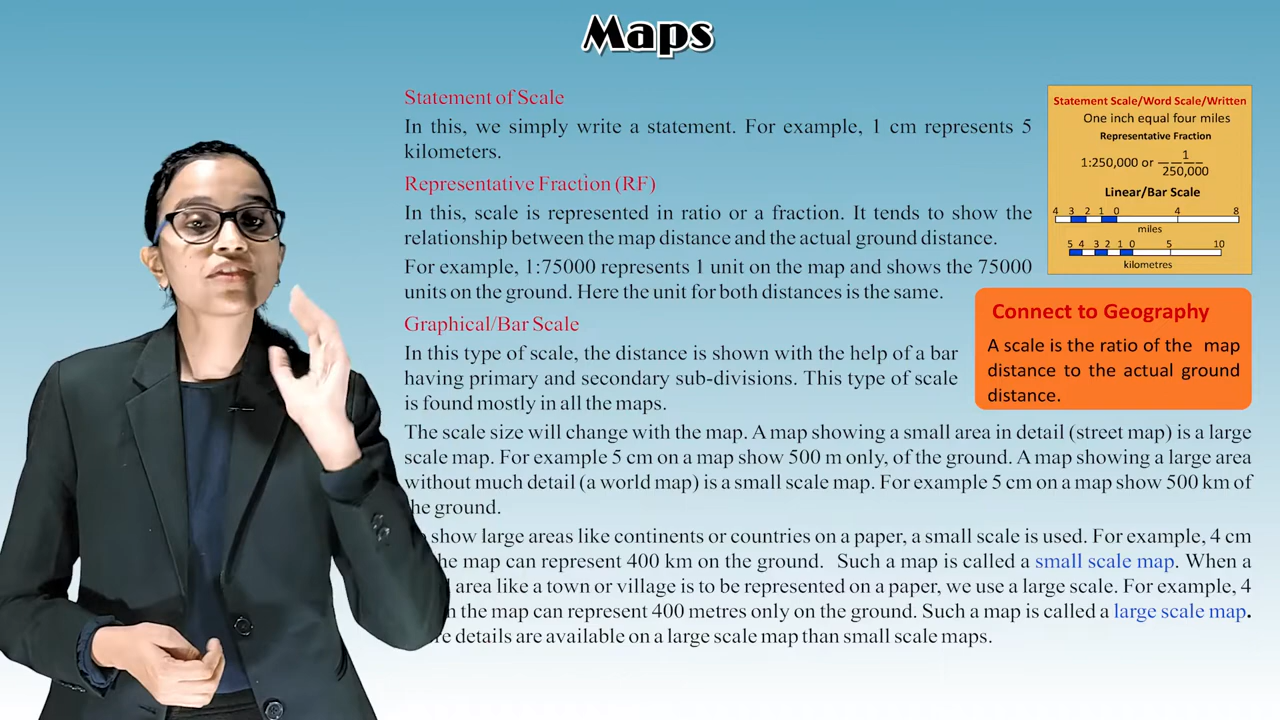 Maps
Statement of Scale
In this, we simply write a statement. For example, 1 cm represents 5
kilometers.
Representative Fraction (RF)
In this, scale is represented in ratio or a fraction. It tends to show the
relationship between the map distance and the actual ground distance.
For example, 1:75000 represents 1 unit on the map and shows the 75000
units on the ground. Here the unit for both distances is the same.
Graphical/Bar Scale
In this type of scale, the distance is shown with the help of a bar
having primary and secondary sub-divisions. This type of scale
is found mostly in all the maps.
The scale size will change with the map. A map showing a small area in detail (street map) is a large
scale map. For example 5 cm on a map show 500 m only, of the ground. A map showing a large area
without much detail (a world map) is a small scale map. For example 5 cm on a map show 500 km of
the ground.
show large areas like continents or countries on a paper, a small scale is used. For example, 4 cm
map can represent 400 km on the ground. Such a map is called a small scale map. When a
area like a town or village is to be represented on a paper, we use a large scale. For example, 4
the map can represent 400 metres only on the ground. Such a map is called a large scale map.
details are available on a large scale map than small scale maps.
Statement Scale/Word Scale/Written
One inch equal four miles
Representative Fraction
1:250,000 or 1
250,000
Linear/Bar Scale
4 3 2 1 0 4 8
miles
5 4 3 2 1 0 5 10
kilometres
Connect to Geography
A scale is the ratio of the map
distance to the actual ground
distance.